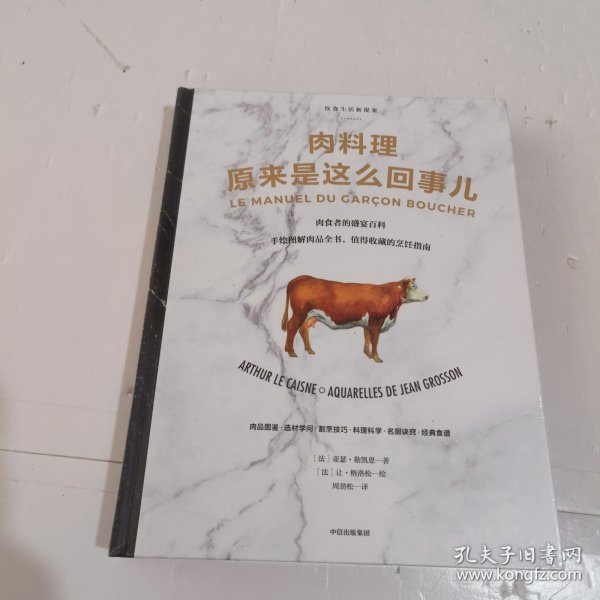 饮食生活新提案
肉料理
原来是这么回事儿
LE MANUEL DU GARÇON BOUCHER
肉食者的盛宴百科
手绘图解肉品全书，值得收藏的烹饪指南
ARTHUR LE CAISNE AQUARELLES DE JEAN GROSSON
肉品图鉴·选材学问·割烹技巧·料理科学·名厨诀窍·经典食谱
［法］亚瑟·勒凯恩—著
［法］让·格洛松—绘
周劲松—译
中信出版集团
孔夫子旧书网
www.kongfz.com